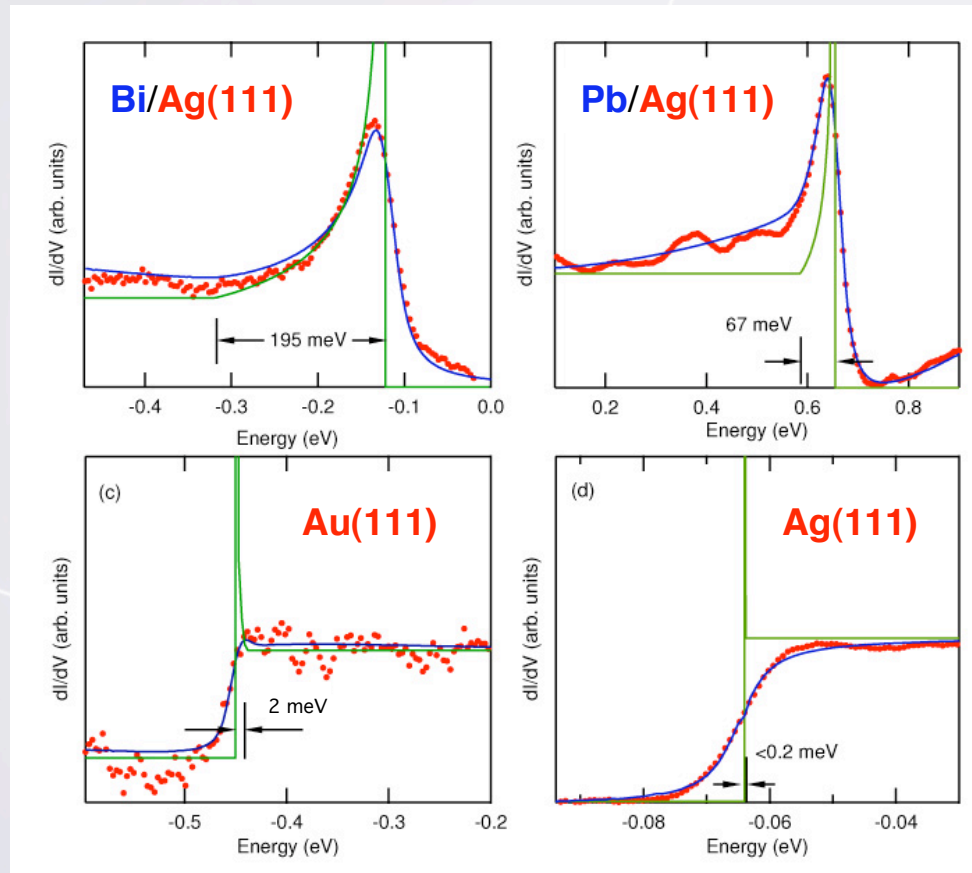 Bi/Ag(111)
dI/dV (arb. units)
195 meV
-0.4 -0.3 -0.2 -0.1 0.0
Energy (eV)
Pb/Ag(111)
dI/dV (arb. units)
67 meV
0.2 0.4 0.6 0.8
Energy (eV)
(c)
Au(111)
dI/dV (arb. units)
2 meV
-0.5 -0.4 -0.3 -0.2
Energy (eV)
(d)
Ag(111)
dI/dV (arb. units)
<0.2 meV
-0.08 -0.06 -0.04
Energy (eV)